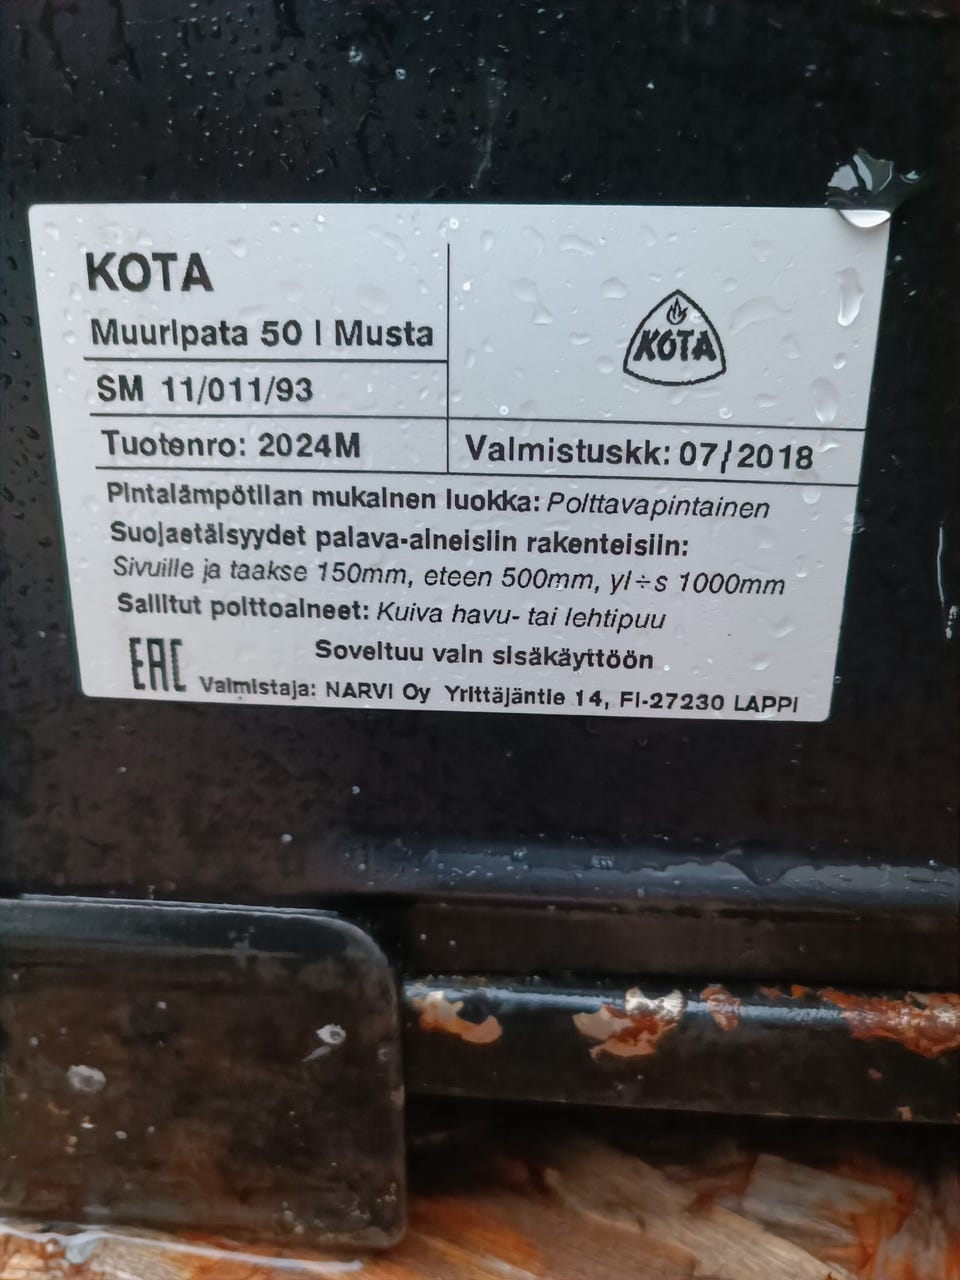 KOTA
Muuripata 50 l Musta
SM 11/011/93
KOTA
Tuotenro: 2024M
Valmistuskk: 07/2018
Pintalämpötilan mukainen luokka: Polttavapintainen
Suojaetäisyydet palava-aineisiin rakenteisiin:
Sivuille ja taakse 150mm, eteen 500mm, yl÷s 1000mm
Sallitut polttoaineet: Kuiva havu- tai lehtipuu
EAC
Soveltuu vain sisäkäyttöön
Valmistaja: NARVI Oy Yrittäjäntie 14, FI-27230 LAPPI